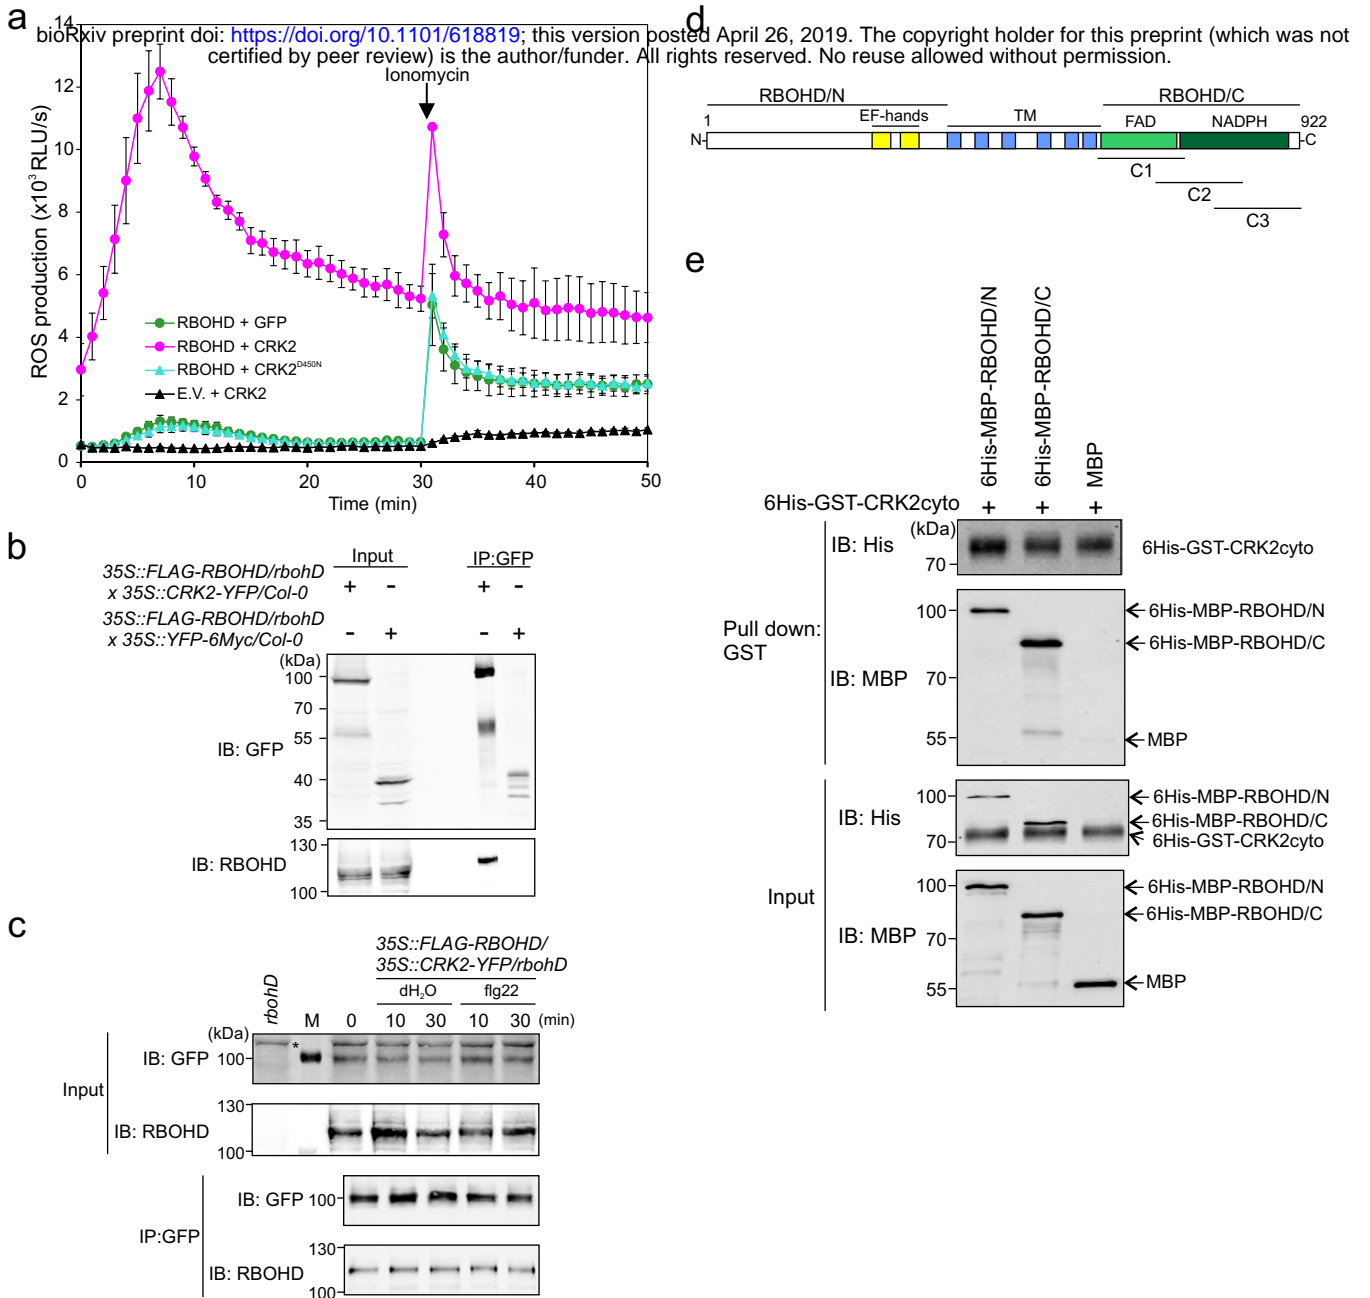 bioRxiv preprint doi: https://doi.org/10.1101/618819; this version posted April 26, 2019. The copyright holder for this preprint (which was not
certified by peer review) is the author/funder. All rights reserved. No reuse allowed without permission.
a
ROS production (x10³ RLU/s)
14
12
10
8
6
4
2
0
Ionomycin
RBOHD + GFP
RBOHD + CRK2
RBOHD + CRK2ᴰ⁴⁵⁰ᴺ
E.V. + CRK2
0 10 20 30 40 50
Time (min)
b
Input IP:GFP
35S::FLAG-RBOHD/rbohD
x 35S::CRK2-YFP/Col-0 + - + -
35S::FLAG-RBOHD/rbohD
x 35S::YFP-6Myc/Col-0 - + - +
(kDa)
100
70
55
IB: GFP
40
35
130
IB: RBOHD
100
c
35S::FLAG-RBOHD/
35S::CRK2-YFP/rbohD
dH₂O flg22
rbohD M 0 10 30 10 30 (min)
(kDa)
*
Input
IB: GFP 100
130
IB: RBOHD
100
IP:GFP
IB: GFP 100
130
IB: RBOHD
100
d
RBOHD/N RBOHD/C
1 EF-hands TM FAD NADPH 922
N- -C
C1
C2
C3
e
6His-MBP-RBOHD/N
6His-MBP-RBOHD/C
MBP
6His-GST-CRK2cyto + + +
(kDa)
Pull down:
GST
IB: His
70
6His-GST-CRK2cyto
IB: MBP
100 6His-MBP-RBOHD/N
6His-MBP-RBOHD/C
70
55 MBP
Input
IB: His
100 6His-MBP-RBOHD/N
6His-MBP-RBOHD/C
70 6His-GST-CRK2cyto
IB: MBP
100 6His-MBP-RBOHD/N
6His-MBP-RBOHD/C
70
55 MBP